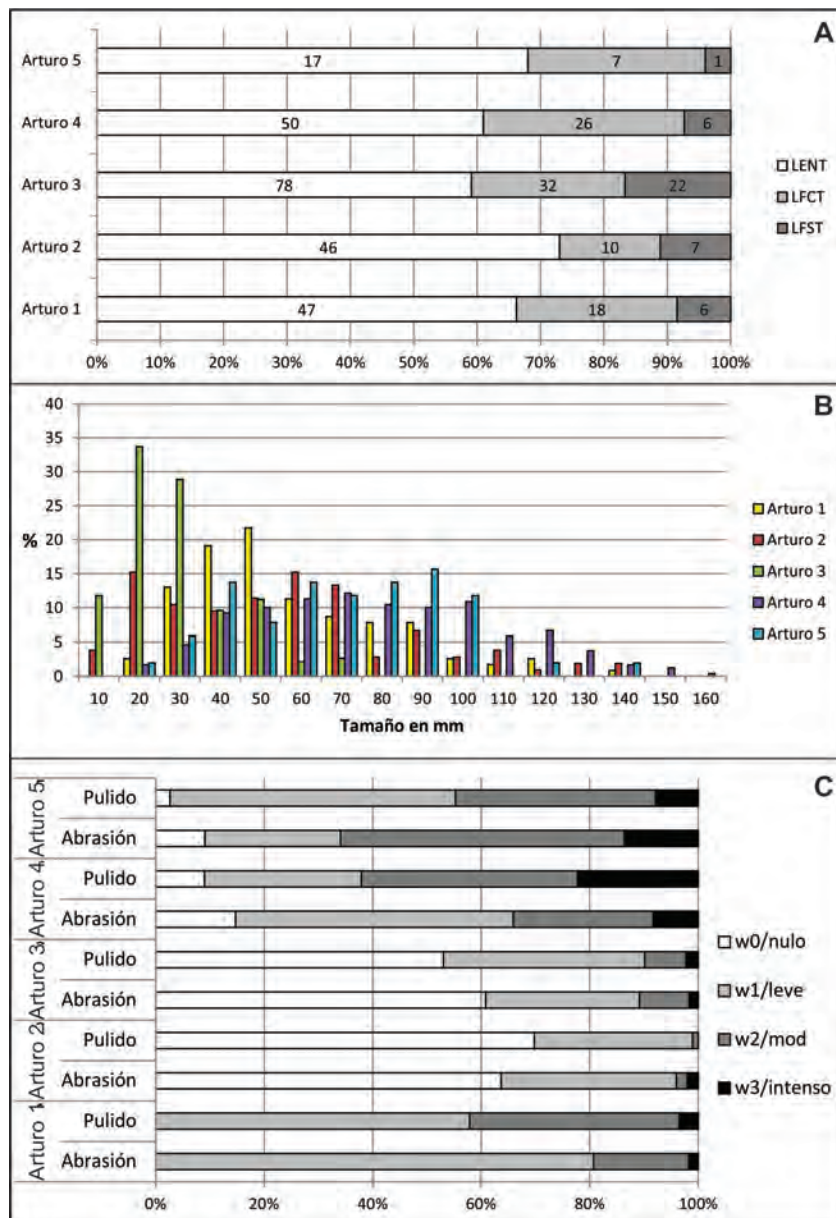 A
Arturo 5
17
7
1
Arturo 4
50
26
6
Arturo 3
78
32
22
Arturo 2
46
10
7
Arturo 1
47
18
6
0% 10% 20% 30% 40% 50% 60% 70% 80% 90% 100%
LENT
LFCT
LFST
B
40
35
30
25
20
15
10
5
0
%
10 20 30 40 50 60 70 80 90 100 110 120 130 140 150 160
Tamaño en mm
Arturo 1
Arturo 2
Arturo 3
Arturo 4
Arturo 5
C
Arturo 5
Pulido
Abrasión
Arturo 4
Pulido
Abrasión
Arturo 3
Pulido
Abrasión
Arturo 2
Pulido
Abrasión
Arturo 1
Pulido
Abrasión
0% 20% 40% 60% 80% 100%
w0/nulo
w1/leve
w2/mod
w3/intenso